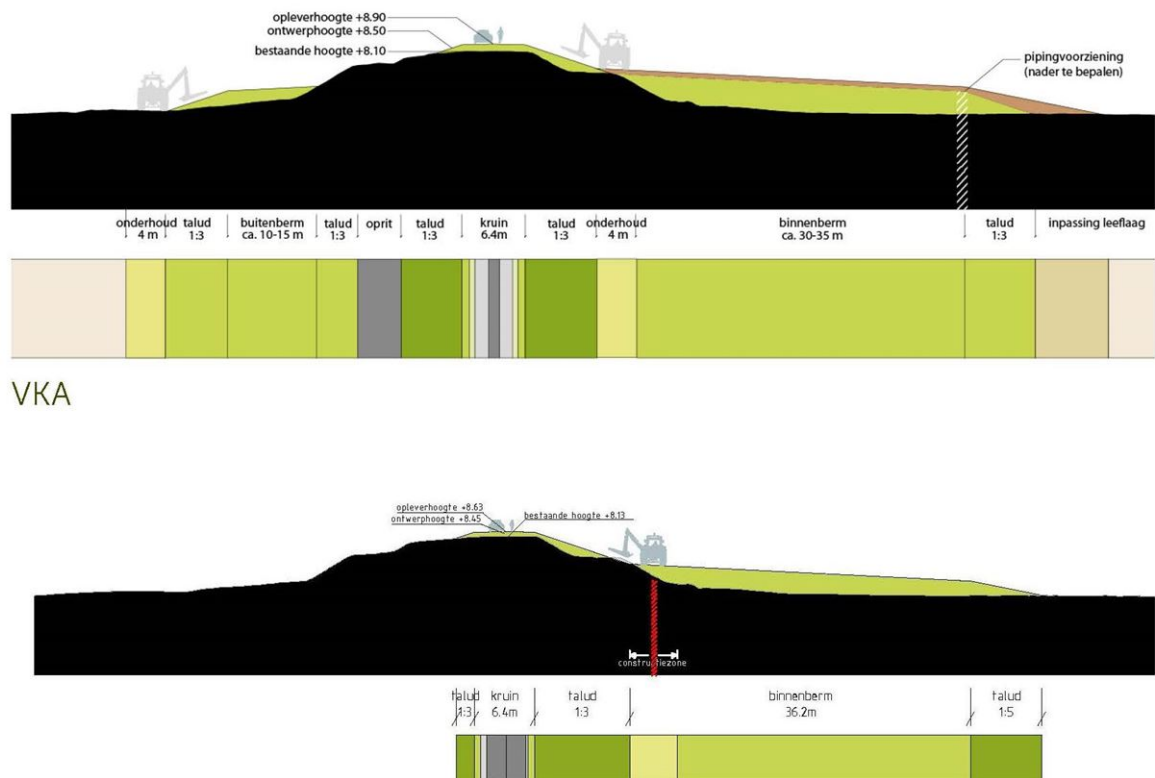 opleverhoogte +8.90
ontwerphoogte +8.50
bestaande hoogte +8.10
pipingvoorziening
(nader te bepalen)
onderhoud talud buitenberm talud oprit talud kruin talud onderhoud binnenberm talud inpassing leeflaag
4 m 1:3 ca. 10-15 m 1:3 1:3 6.4m 1:3 4 m ca. 30-35 m 1:3
VKA
opleverhoogte +8.63
ontwerphoogte +8.45 bestaande hoogte +8.13
constructiezone
talud kruin talud binnenberm talud
1:3 6.4m 1:3 36.2m 1:5